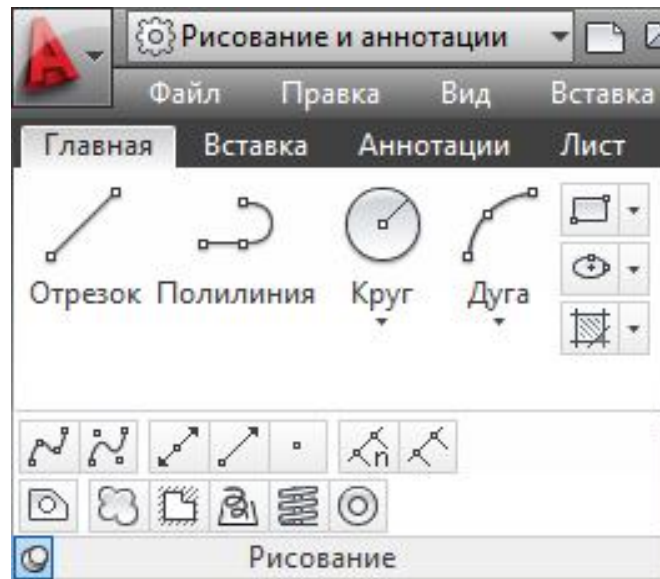 Рисование и аннотации
Файл Правка Вид Вставка
Главная Вставка Аннотации Лист
Отрезок Полилиния Круг Дуга
n
Рисование